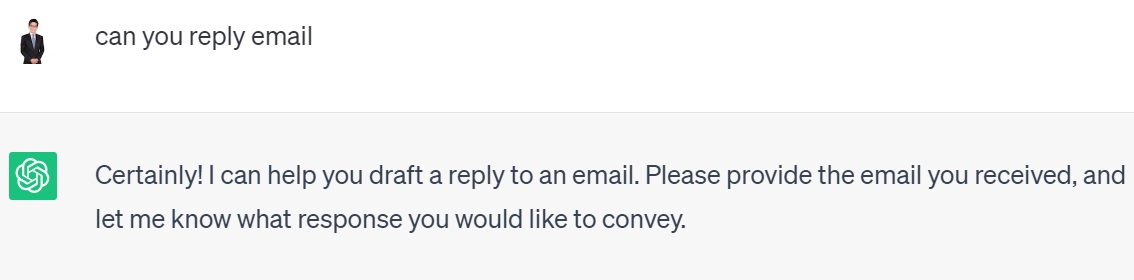 can you reply email
Certainly! I can help you draft a reply to an email. Please provide the email you received, and
let me know what response you would like to convey.